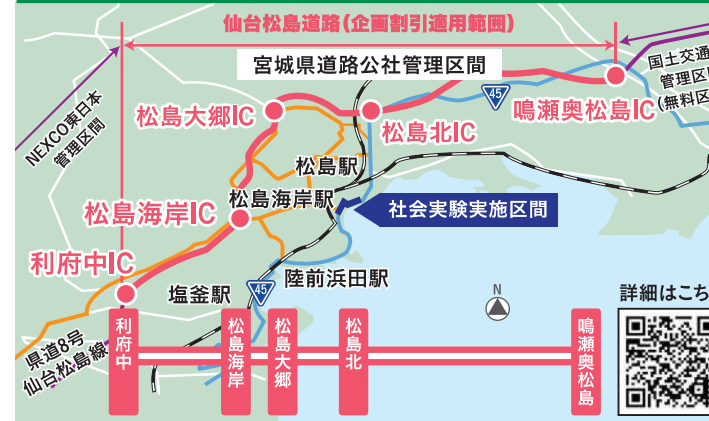 仙台松島道路(企画割引適用範囲)
宮城県道路公社管理区間
国土交通
管理区
(無料区
NEXCO東日本
管理区間
45
鳴瀬奥松島IC
松島大郷IC
松島北IC
松島駅
松島海岸駅
松島海岸IC
社会実験実施区間
利府中IC
陸前浜田駅
塩釜駅
45
N
詳細はこち
県道8号
仙台松島線
利府中
松島海岸
松島大郷
松島北
鳴瀬奥松島